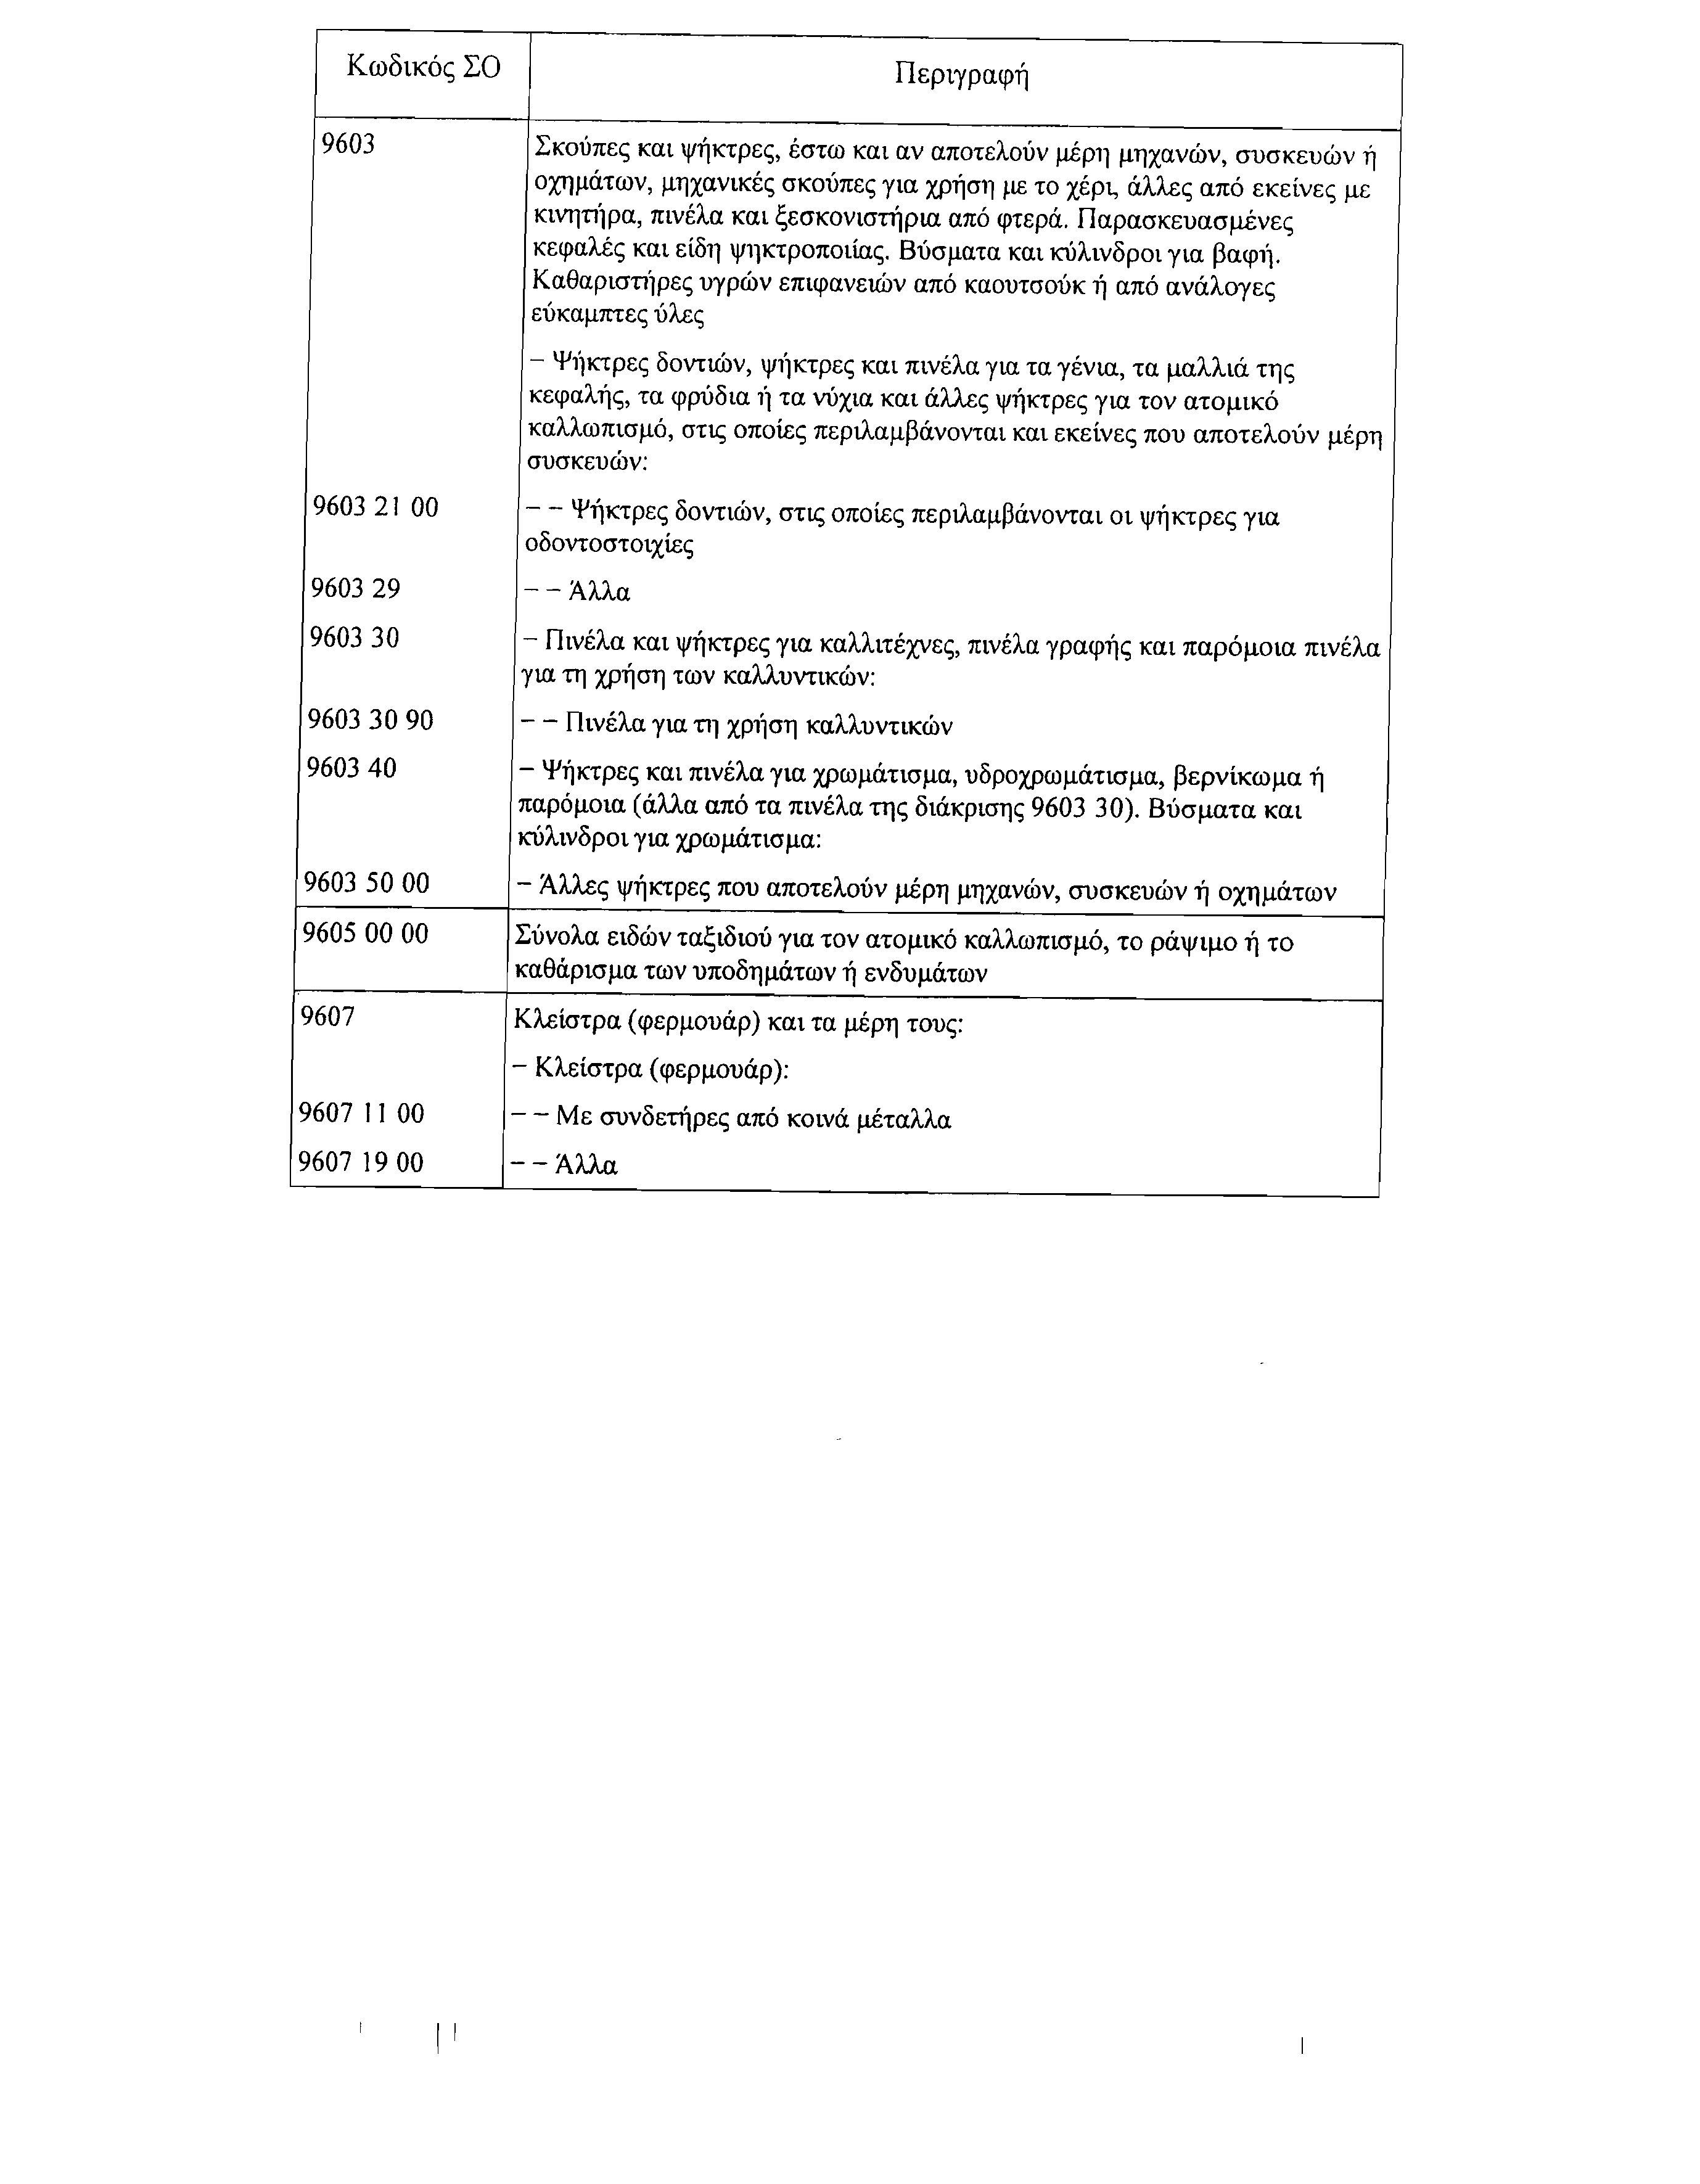 Κωδικός ΣΟ
Περιγραφή
9603
Σκούπες και ψήκτρες, έστω και αν αποτελούν μέρη μηχανών, συσκευών ή
οχημάτων, μηχανικές σκούπες για χρήση με το χέρι, άλλες από εκείνες με
κινητήρα, πινέλα και ξεσκονιστήρια από φτερά. Παρασκευασμένες
κεφαλές και είδη ψηκτροποιίας. Βύσματα και κύλινδροι για βαφή.
Καθαριστήρες υγρών επιφανειών από καουτσούκ ή από ανάλογες
εύκαμπτες ύλες
– Ψήκτρες δοντιών, ψήκτρες και πινέλα για τα γένια, τα μαλλιά της
κεφαλής, τα φρύδια ή τα νύχια και άλλες ψήκτρες για τον ατομικό
καλλωπισμό, στις οποίες περιλαμβάνονται και εκείνες που αποτελούν μέρη
συσκευών:
9603 21 00
– – Ψήκτρες δοντιών, στις οποίες περιλαμβάνονται οι ψήκτρες για
οδοντοστοιχίες
9603 29
– – Άλλα
9603 30
– Πινέλα και ψήκτρες για καλλιτέχνες, πινέλα γραφής και παρόμοια πινέλα
για τη χρήση των καλλυντικών:
9603 30 90
– – Πινέλα για τη χρήση καλλυντικών
9603 40
– Ψήκτρες και πινέλα για χρωμάτισμα, υδροχρωμάτισμα, βερνίκωμα ή
παρόμοια (άλλα από τα πινέλα της διάκρισης 9603 30). Βύσματα και
κύλινδροι για χρωμάτισμα:
9603 50 00
– Άλλες ψήκτρες που αποτελούν μέρη μηχανών, συσκευών ή οχημάτων
9605 00 00
Σύνολα ειδών ταξιδιού για τον ατομικό καλλωπισμό, το ράψιμο ή το
καθάρισμα των υποδημάτων ή ενδυμάτων
9607
Κλείστρα (φερμουάρ) και τα μέρη τους:
– Κλείστρα (φερμουάρ):
9607 11 00
– – Με συνδετήρες από κοινά μέταλλα
9607 19 00
– – Άλλα